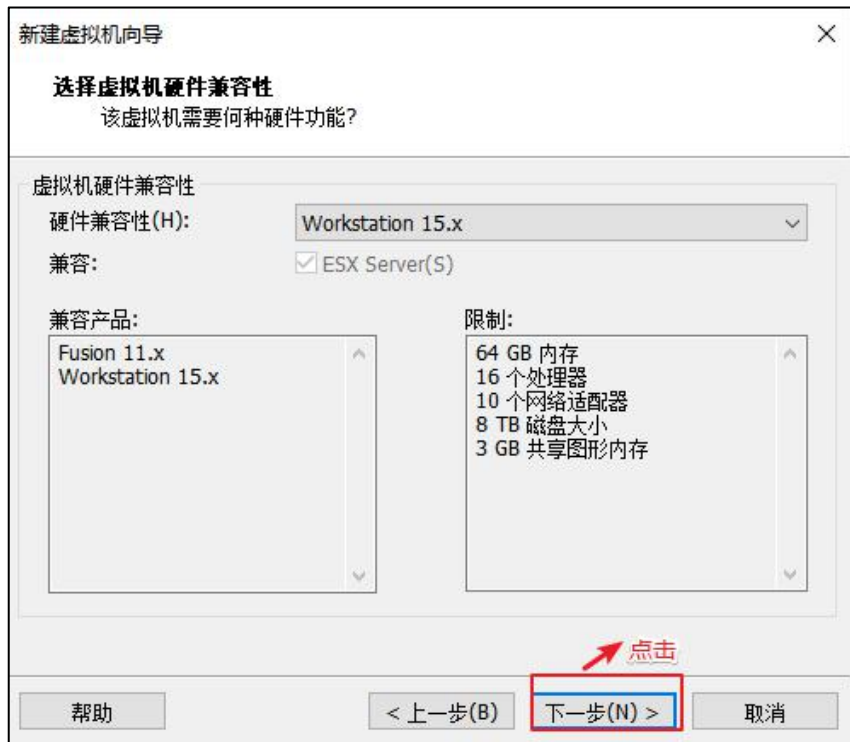 新建虚拟机向导
选择虚拟机硬件兼容性
该虚拟机需要何种硬件功能?
虚拟机硬件兼容性
硬件兼容性(H): Workstation 15.x
兼容: ESX Server(S)
兼容产品:
Fusion 11.x
Workstation 15.x
限制:
64 GB 内存
16 个处理器
10 个网络适配器
8 TB 磁盘大小
3 GB 共享图形内存
点击
帮助 < 上一步(B) 下一步(N) > 取消